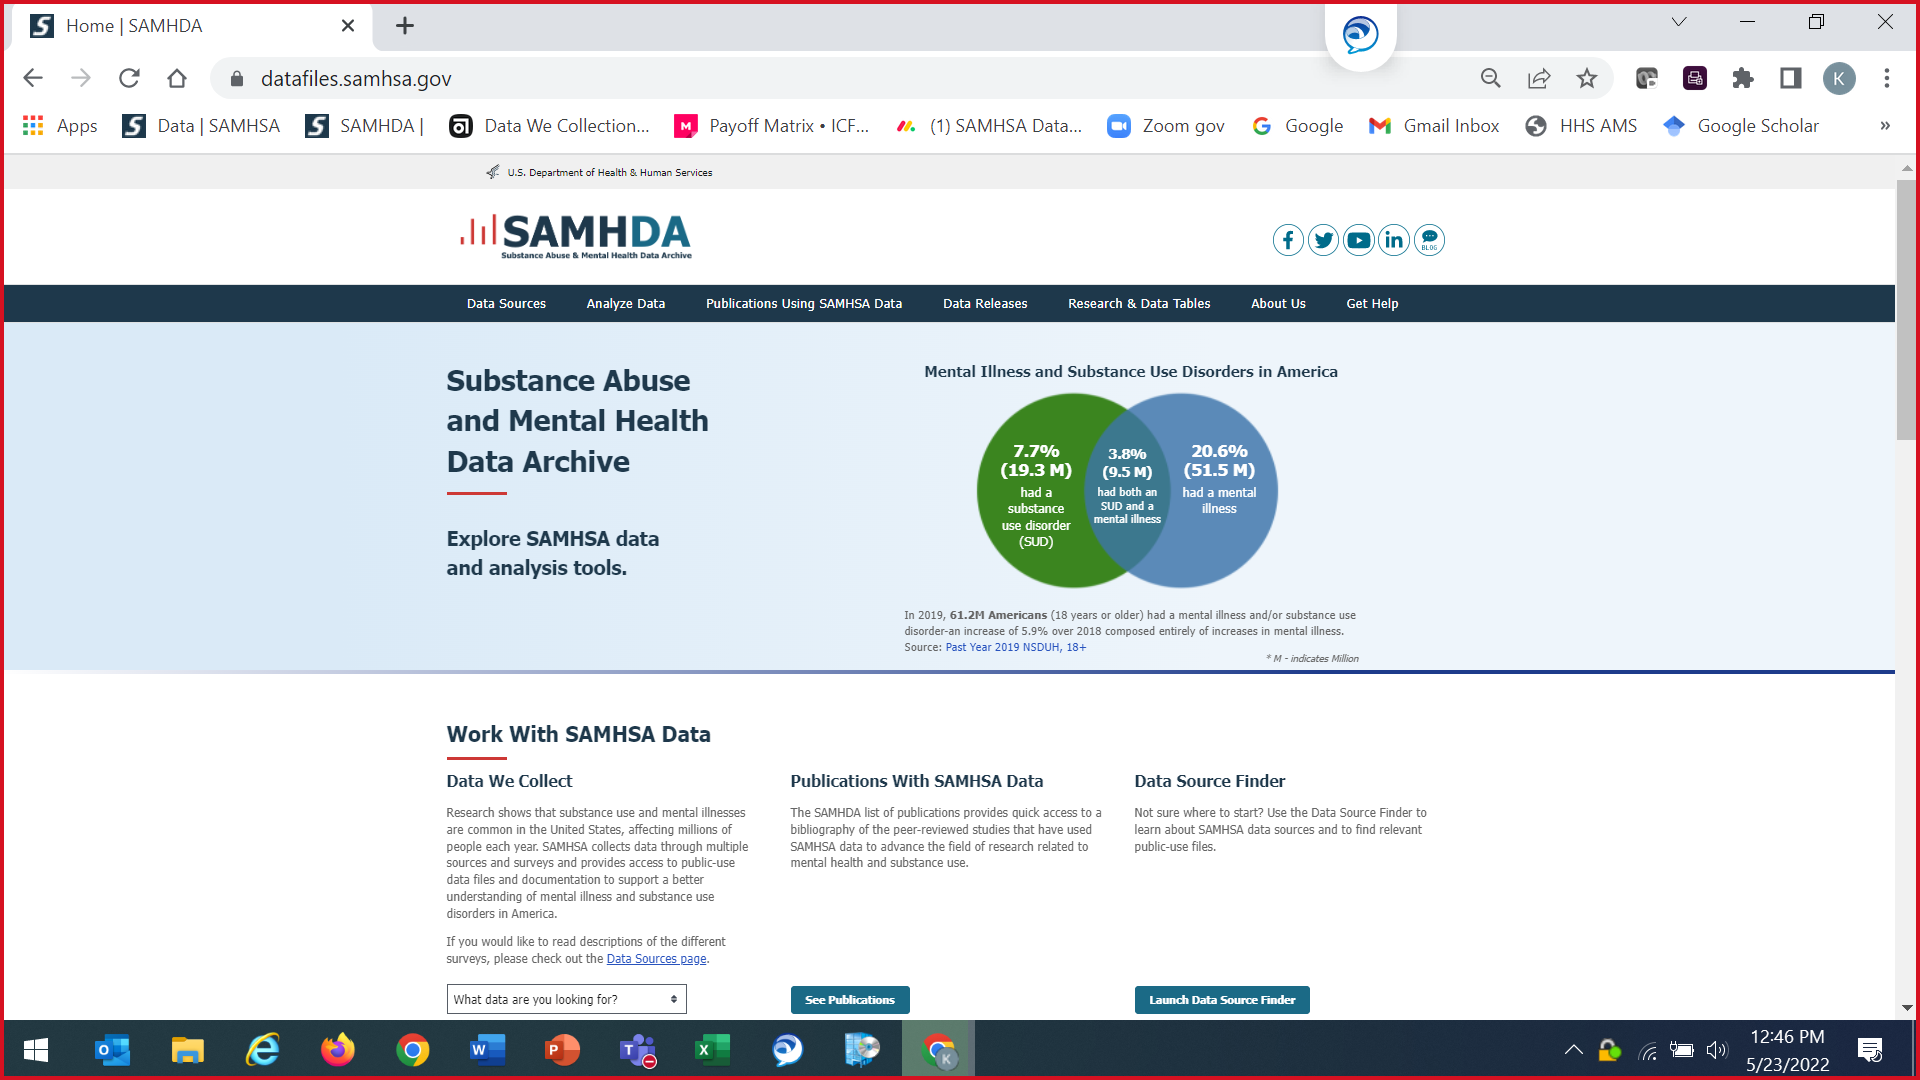 Home | SAMHDA
datafiles.samhsa.gov
K
Apps
Data | SAMHSA
SAMHDA |
Data We Collection...
Payoff Matrix • ICF...
(1) SAMHSA Data...
Zoom gov
Google
Gmail Inbox
HHS AMS
Google Scholar
»
U.S. Department of Health & Human Services
SAMHDA
Substance Abuse & Mental Health Data Archive
BLOG
Data Sources
Analyze Data
Publications Using SAMHSA Data
Data Releases
Research & Data Tables
About Us
Get Help
Substance Abuse
and Mental Health
Data Archive
Explore SAMHSA data
and analysis tools.
Mental Illness and Substance Use Disorders in America
7.7%
(19.3 M)
had a
substance
use disorder
(SUD)
3.8%
(9.5 M)
had both an
SUD and a
mental illness
20.6%
(51.5 M)
had a mental
illness
In 2019, 61.2M Americans (18 years or older) had a mental illness and/or substance use
disorder-an increase of 5.9% over 2018 composed entirely of increases in mental illness.
Source: Past Year 2019 NSDUH, 18+
* M - indicates Million
Work With SAMHSA Data
Data We Collect
Research shows that substance use and mental illnesses
are common in the United States, affecting millions of
people each year. SAMHSA collects data through multiple
sources and surveys and provides access to public-use
data files and documentation to support a better
understanding of mental illness and substance use
disorders in America.
If you would like to read descriptions of the different
surveys, please check out the Data Sources page.
What data are you looking for?
Publications With SAMHSA Data
The SAMHDA list of publications provides quick access to a
bibliography of the peer-reviewed studies that have used
SAMHSA data to advance the field of research related to
mental health and substance use.
See Publications
Data Source Finder
Not sure where to start? Use the Data Source Finder to
learn about SAMHSA data sources and to find relevant
public-use files.
Launch Data Source Finder
12:46 PM
5/23/2022